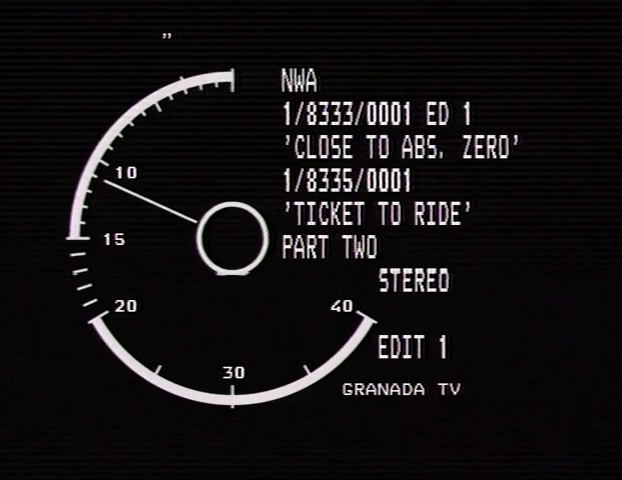 ”
NWA
1/8333/0001 ED 1
'CLOSE TO ABS. ZERO'
1/8335/0001
'TICKET TO RIDE'
PART TWO
STEREO
EDIT 1
GRANADA TV
10
15
20
30
40